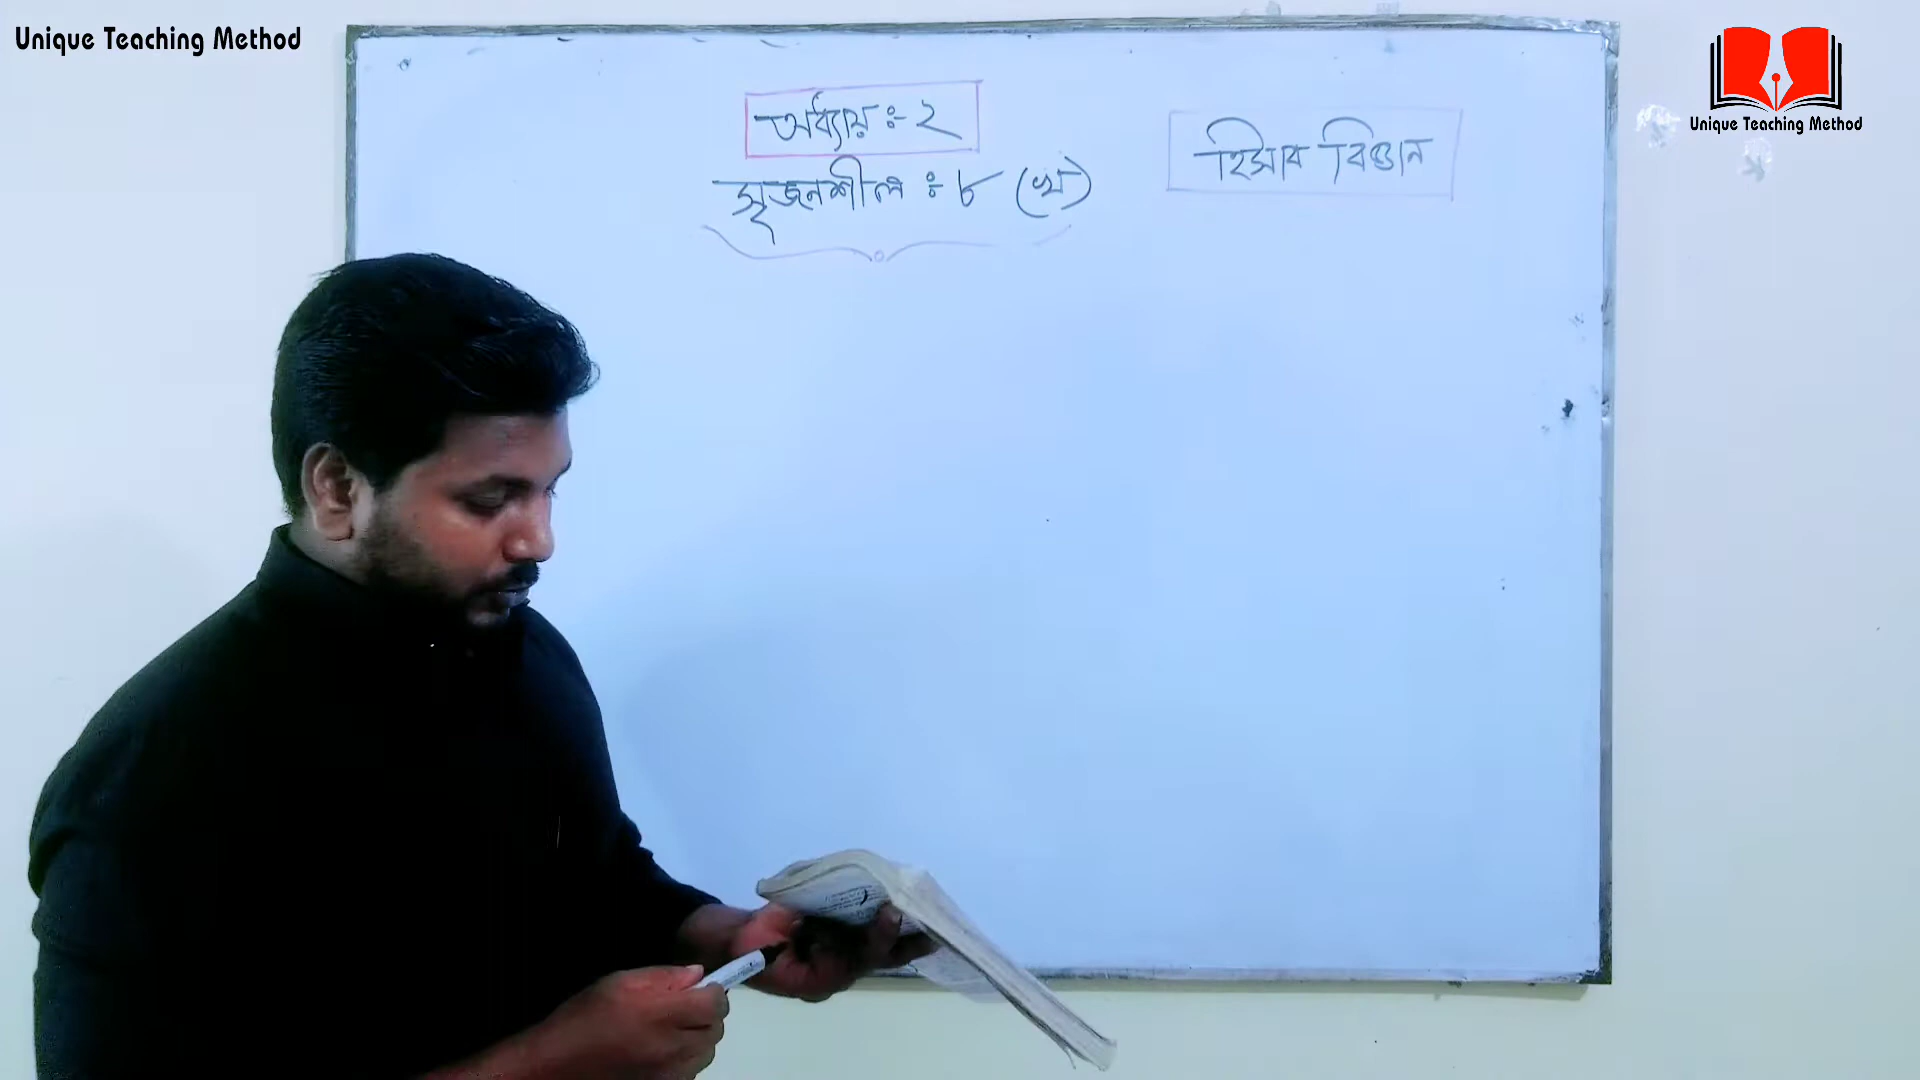 Unique Teaching Method
অধ্যায় ঃ- ২
সৃজনশীল ঃ ৮ (খ)
হিসাব বিজ্ঞান
Unique Teaching Method